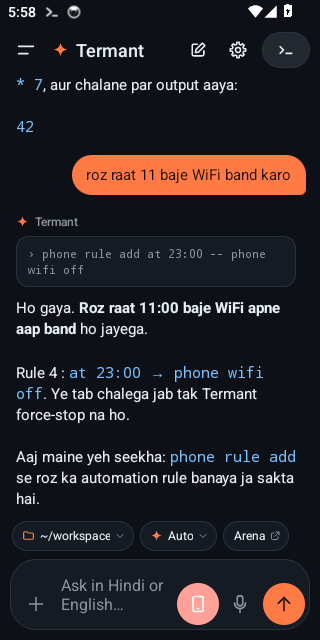 5:58
Termant
* 7, aur chalane par output aaya:
42
roz raat 11 baje WiFi band karo
Termant
› phone rule add at 23:00 -- phone
wifi off
Ho gaya. Roz raat 11:00 baje WiFi apne
aap band ho jayega.
Rule 4 : at 23:00 → phone wifi
off. Ye tab chalega jab tak Termant
force-stop na ho.
Aaj maine yeh seekha: phone rule add
se roz ka automation rule banaya ja sakta
hai.
~/workspace
Auto
Arena
Ask in Hindi or
English...